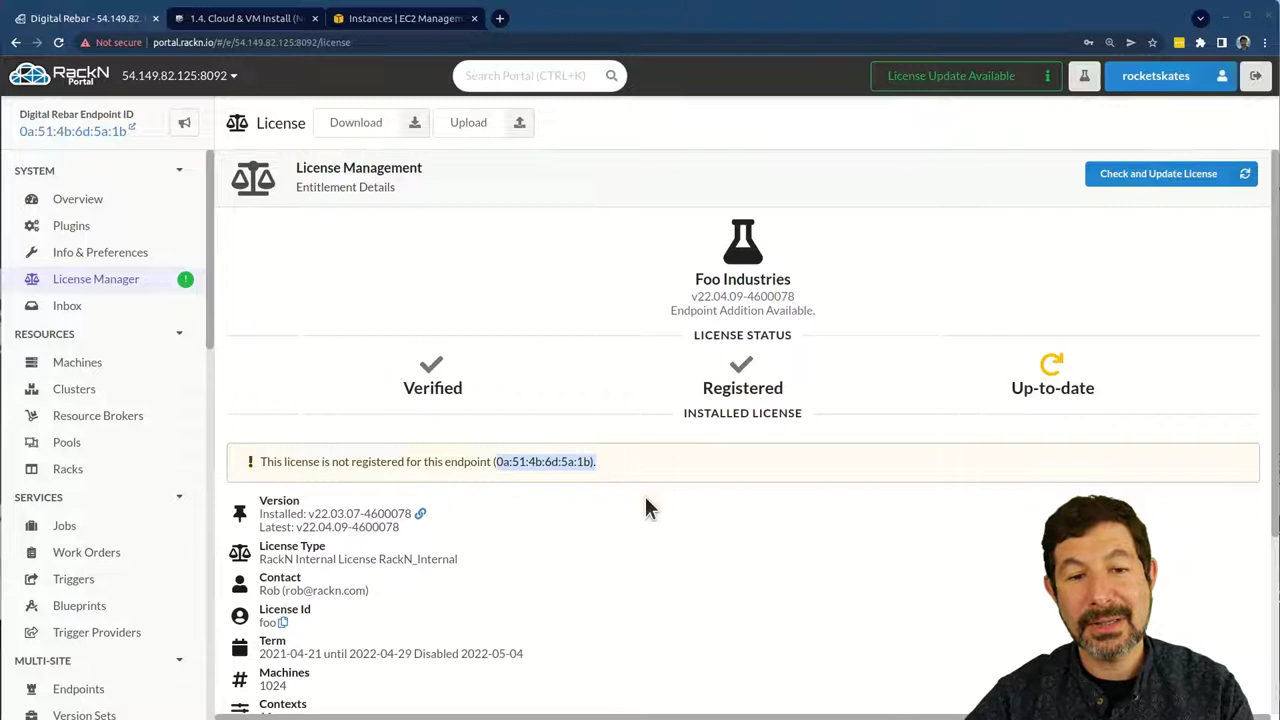 Digital Rebar - 54.149.82.
1.4. Cloud & VM Install (N
Instances | EC2 Managem
Not secure
portal.rackn.io/#/e/54.149.82.125:8092/license
RackN
Portal
54.149.82.125:8092
Search Portal (CTRL+K)
License Update Available
rocketskates
Digital Rebar Endpoint ID
0a:51:4b:6d:5a:1b
License
Download
Upload
SYSTEM
Overview
Plugins
Info & Preferences
License Manager
Inbox
RESOURCES
Machines
Clusters
Resource Brokers
Pools
Racks
SERVICES
Jobs
Work Orders
Triggers
Blueprints
Trigger Providers
MULTI-SITE
Endpoints
Version Sets
License Management
Entitlement Details
Check and Update License
Foo Industries
v22.04.09-4600078
Endpoint Addition Available.
LICENSE STATUS
Verified
Registered
Up-to-date
INSTALLED LICENSE
! This license is not registered for this endpoint (0a:51:4b:6d:5a:1b).
Version
Installed: v22.03.07-4600078
Latest: v22.04.09-4600078
License Type
RackN Internal License RackN_Internal
Contact
Rob (rob@rackn.com)
License Id
foo
Term
2021-04-21 until 2022-04-29 Disabled 2022-05-04
Machines
1024
Contexts